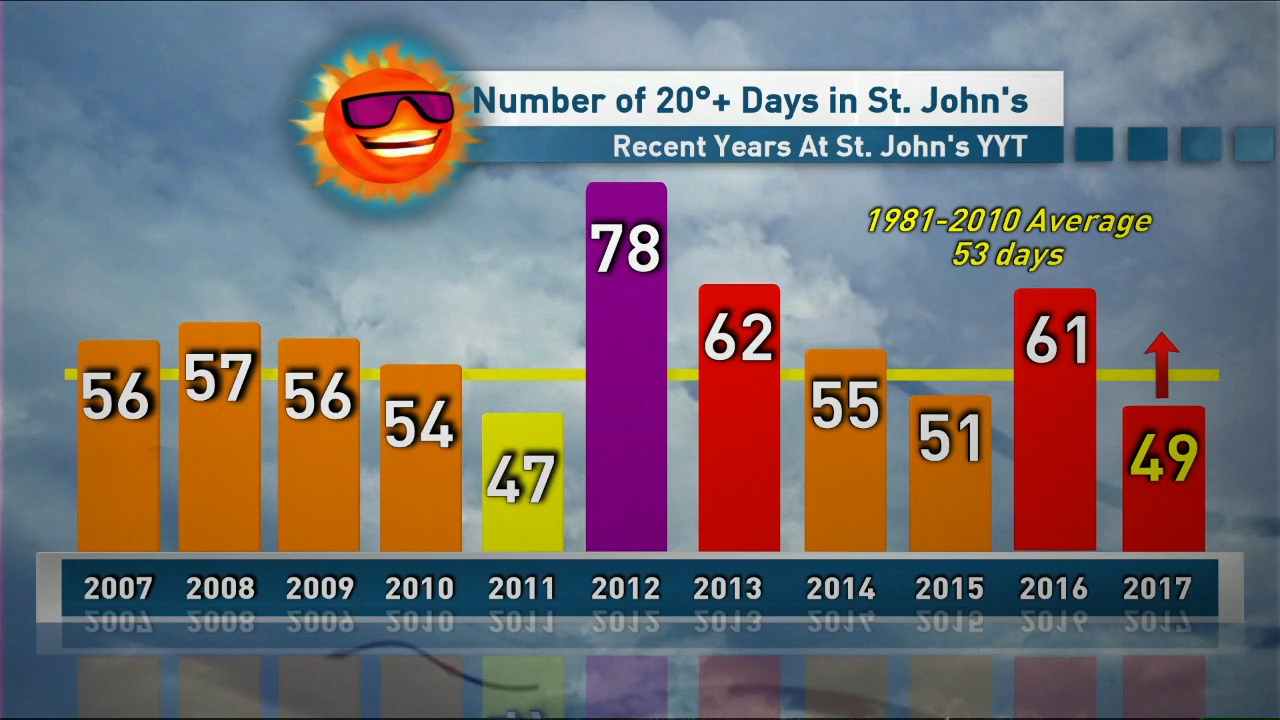 Number of 20°+ Days in St. John's
Recent Years At St. John's YYT
1981-2010 Average
53 days
56
57
56
54
47
78
62
55
51
61
49
2007 2008 2009 2010 2011 2012 2013 2014 2015 2016 2017